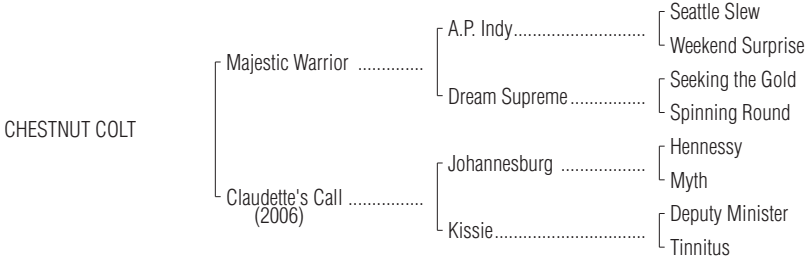 Seattle Slew
A.P. Indy............................
Weekend Surprise
Majestic Warrior ..............
Seeking the Gold
Dream Supreme................
Spinning Round
CHESTNUT COLT
Hennessy
Johannesburg ..................
Myth
Claudette's Call ................
(2006)
Deputy Minister
Kissie................................
Tinnitus